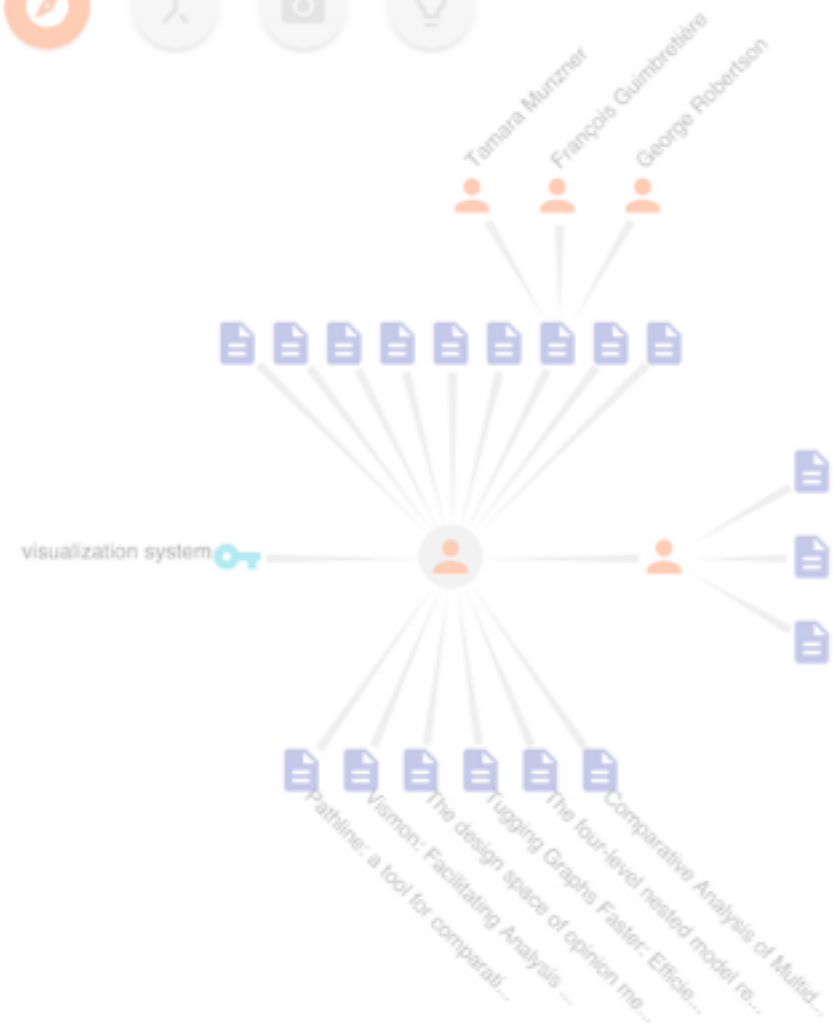 Tamara Munzner
François Guimbretière
George Robertson
visualization system
Pathline: a tool for comparati...
Vismon: Facilitating Analysis ...
The design space of opinion me...
Tugging Graphs Faster: Efficie...
The four-level nested model re...
Comparative Analysis of Multid...